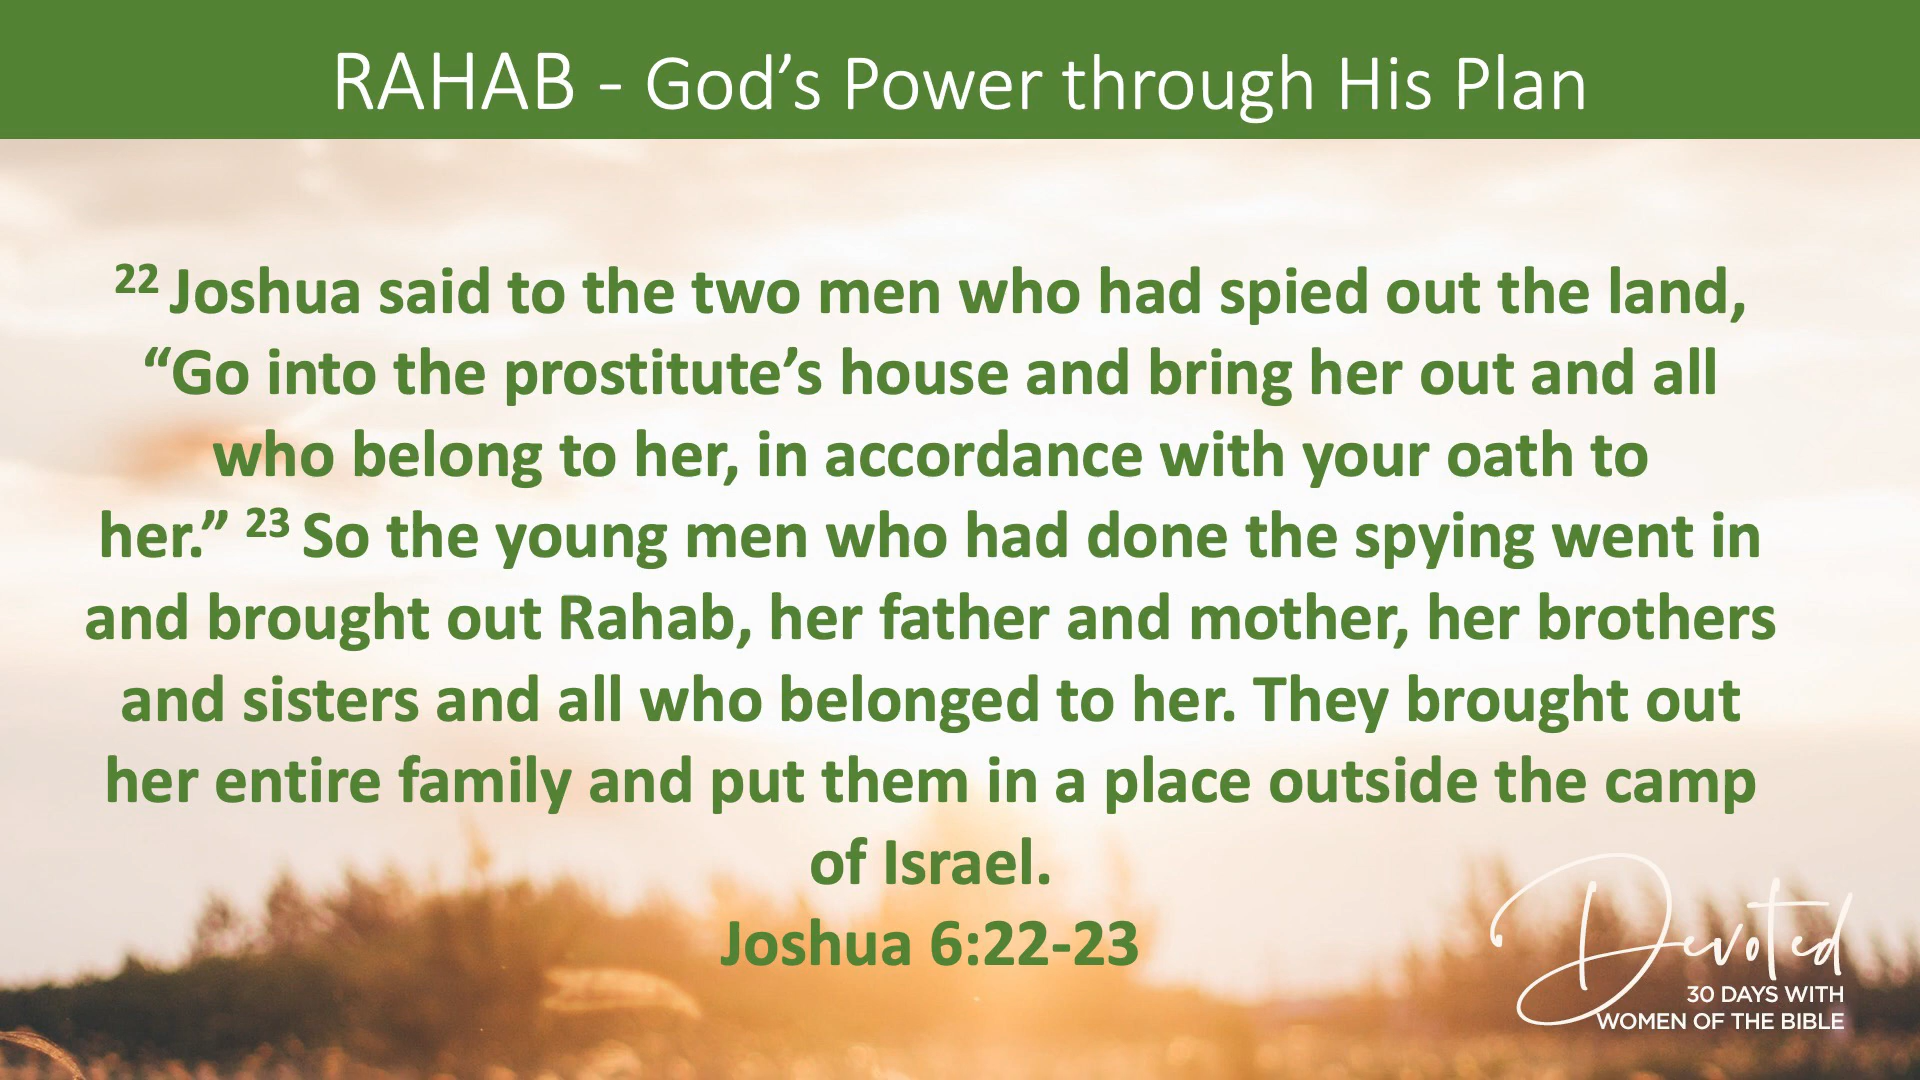 RAHAB - God’s Power through His Plan
22 Joshua said to the two men who had spied out the land,
“Go into the prostitute’s house and bring her out and all
who belong to her, in accordance with your oath to
her.” 23 So the young men who had done the spying went in
and brought out Rahab, her father and mother, her brothers
and sisters and all who belonged to her. They brought out
her entire family and put them in a place outside the camp
of Israel.
Joshua 6:22-23
Devoted
30 DAYS WITH
WOMEN OF THE BIBLE